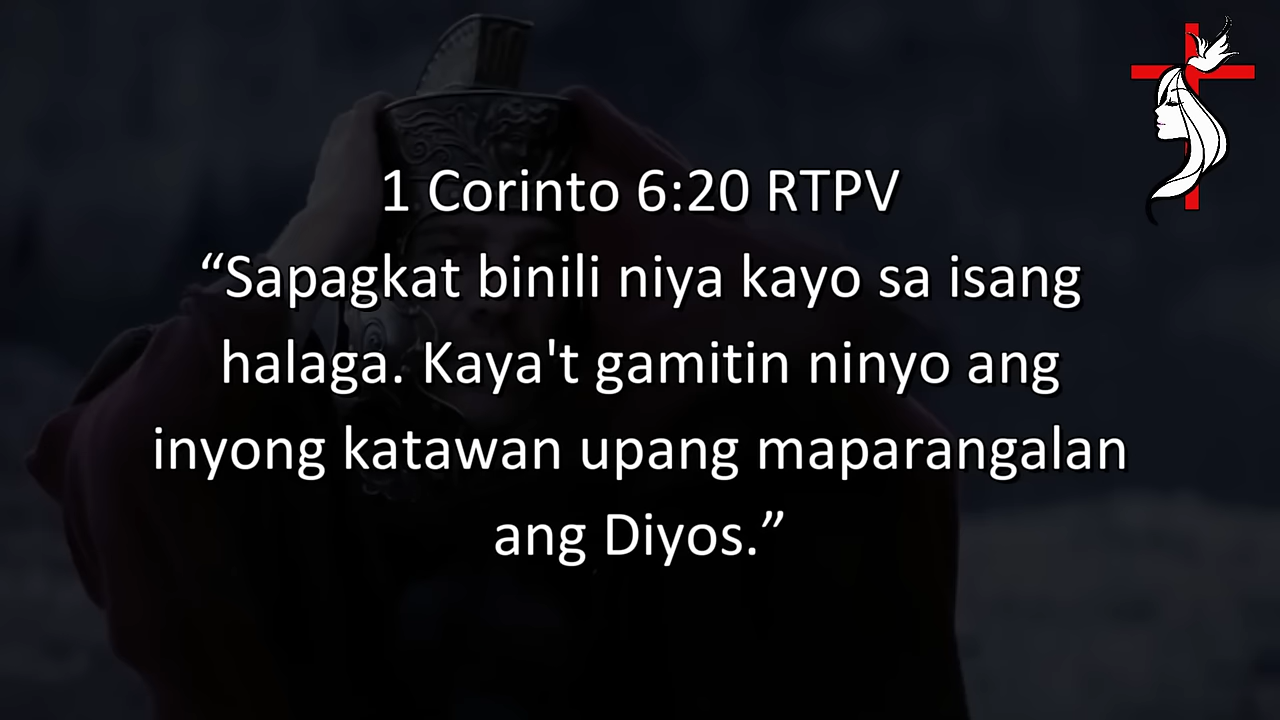 1 Corinto 6:20 RTPV
“Sapagkat binili niya kayo sa isang
halaga. Kaya't gamitin ninyo ang
inyong katawan upang maparangalan
ang Diyos.”